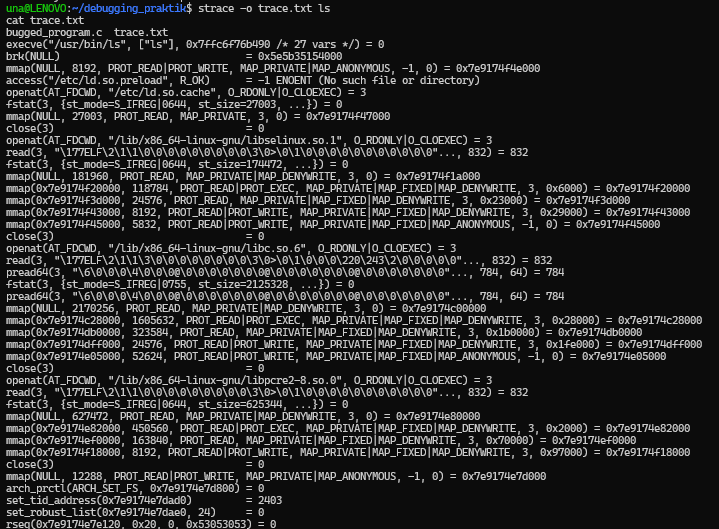 una@LENOVO:~/debugging_praktik$ strace -o trace.txt ls
cat trace.txt
bugged_program.c  trace.txt
execve("/usr/bin/ls", ["ls"], 0x7ffc6f76b490 /* 27 vars */) = 0
brk(NULL)                               = 0x5e5b35154000
mmap(NULL, 8192, PROT_READ|PROT_WRITE, MAP_PRIVATE|MAP_ANONYMOUS, -1, 0) = 0x7e9174f4e000
access("/etc/ld.so.preload", R_OK)      = -1 ENOENT (No such file or directory)
openat(AT_FDCWD, "/etc/ld.so.cache", O_RDONLY|O_CLOEXEC) = 3
fstat(3, {st_mode=S_IFREG|0644, st_size=27003, ...}) = 0
mmap(NULL, 27003, PROT_READ, MAP_PRIVATE, 3, 0) = 0x7e9174f47000
close(3)                                = 0
openat(AT_FDCWD, "/lib/x86_64-linux-gnu/libselinux.so.1", O_RDONLY|O_CLOEXEC) = 3
read(3, "\177ELF\2\1\1\0\0\0\0\0\0\0\0\0\3\0>\0\1\0\0\0\0\0\0\0\0\0\0\0"..., 832) = 832
fstat(3, {st_mode=S_IFREG|0644, st_size=174472, ...}) = 0
mmap(NULL, 181960, PROT_READ, MAP_PRIVATE|MAP_DENYWRITE, 3, 0) = 0x7e9174f1a000
mmap(0x7e9174f20000, 118784, PROT_READ|PROT_EXEC, MAP_PRIVATE|MAP_FIXED|MAP_DENYWRITE, 3, 0x6000) = 0x7e9174f20000
mmap(0x7e9174f3d000, 24576, PROT_READ, MAP_PRIVATE|MAP_FIXED|MAP_DENYWRITE, 3, 0x23000) = 0x7e9174f3d000
mmap(0x7e9174f43000, 8192, PROT_READ|PROT_WRITE, MAP_PRIVATE|MAP_FIXED|MAP_DENYWRITE, 3, 0x29000) = 0x7e9174f43000
mmap(0x7e9174f45000, 5832, PROT_READ|PROT_WRITE, MAP_PRIVATE|MAP_FIXED|MAP_ANONYMOUS, -1, 0) = 0x7e9174f45000
close(3)                                = 0
openat(AT_FDCWD, "/lib/x86_64-linux-gnu/libc.so.6", O_RDONLY|O_CLOEXEC) = 3
read(3, "\177ELF\2\1\1\3\0\0\0\0\0\0\0\0\3\0>\0\1\0\0\0\220\243\2\0\0\0\0\0"..., 832) = 832
pread64(3, "\6\0\0\0\4\0\0\0@\0\0\0\0\0\0\0@\0\0\0\0\0\0\0@\0\0\0\0\0\0\0"..., 784, 64) = 784
fstat(3, {st_mode=S_IFREG|0755, st_size=2125328, ...}) = 0
pread64(3, "\6\0\0\0\4\0\0\0@\0\0\0\0\0\0\0@\0\0\0\0\0\0\0@\0\0\0\0\0\0\0"..., 784, 64) = 784
mmap(NULL, 2170256, PROT_READ, MAP_PRIVATE|MAP_DENYWRITE, 3, 0) = 0x7e9174c00000
mmap(0x7e9174c28000, 1605632, PROT_READ|PROT_EXEC, MAP_PRIVATE|MAP_FIXED|MAP_DENYWRITE, 3, 0x28000) = 0x7e9174c28000
mmap(0x7e9174db0000, 323584, PROT_READ, MAP_PRIVATE|MAP_FIXED|MAP_DENYWRITE, 3, 0x1b0000) = 0x7e9174db0000
mmap(0x7e9174dff000, 24576, PROT_READ|PROT_WRITE, MAP_PRIVATE|MAP_FIXED|MAP_DENYWRITE, 3, 0x1fe000) = 0x7e9174dff000
mmap(0x7e9174e05000, 52624, PROT_READ|PROT_WRITE, MAP_PRIVATE|MAP_FIXED|MAP_ANONYMOUS, -1, 0) = 0x7e9174e05000
close(3)                                = 0
openat(AT_FDCWD, "/lib/x86_64-linux-gnu/libpcre2-8.so.0", O_RDONLY|O_CLOEXEC) = 3
read(3, "\177ELF\2\1\1\0\0\0\0\0\0\0\0\0\3\0>\0\1\0\0\0\0\0\0\0\0\0\0\0"..., 832) = 832
fstat(3, {st_mode=S_IFREG|0644, st_size=625344, ...}) = 0
mmap(NULL, 627472, PROT_READ, MAP_PRIVATE|MAP_DENYWRITE, 3, 0) = 0x7e9174e80000
mmap(0x7e9174e82000, 450560, PROT_READ|PROT_EXEC, MAP_PRIVATE|MAP_FIXED|MAP_DENYWRITE, 3, 0x2000) = 0x7e9174e82000
mmap(0x7e9174ef0000, 163840, PROT_READ, MAP_PRIVATE|MAP_FIXED|MAP_DENYWRITE, 3, 0x70000) = 0x7e9174ef0000
mmap(0x7e9174f18000, 8192, PROT_READ|PROT_WRITE, MAP_PRIVATE|MAP_FIXED|MAP_DENYWRITE, 3, 0x97000) = 0x7e9174f18000
close(3)                                = 0
mmap(NULL, 12288, PROT_READ|PROT_WRITE, MAP_PRIVATE|MAP_ANONYMOUS, -1, 0) = 0x7e9174e7d000
arch_prctl(ARCH_SET_FS, 0x7e9174e7d800) = 0
set_tid_address(0x7e9174e7dad0)         = 2403
set_robust_list(0x7e9174e7dae0, 24)     = 0
rseq(0x7e9174e7e120, 0x20, 0, 0x53053053) = 0